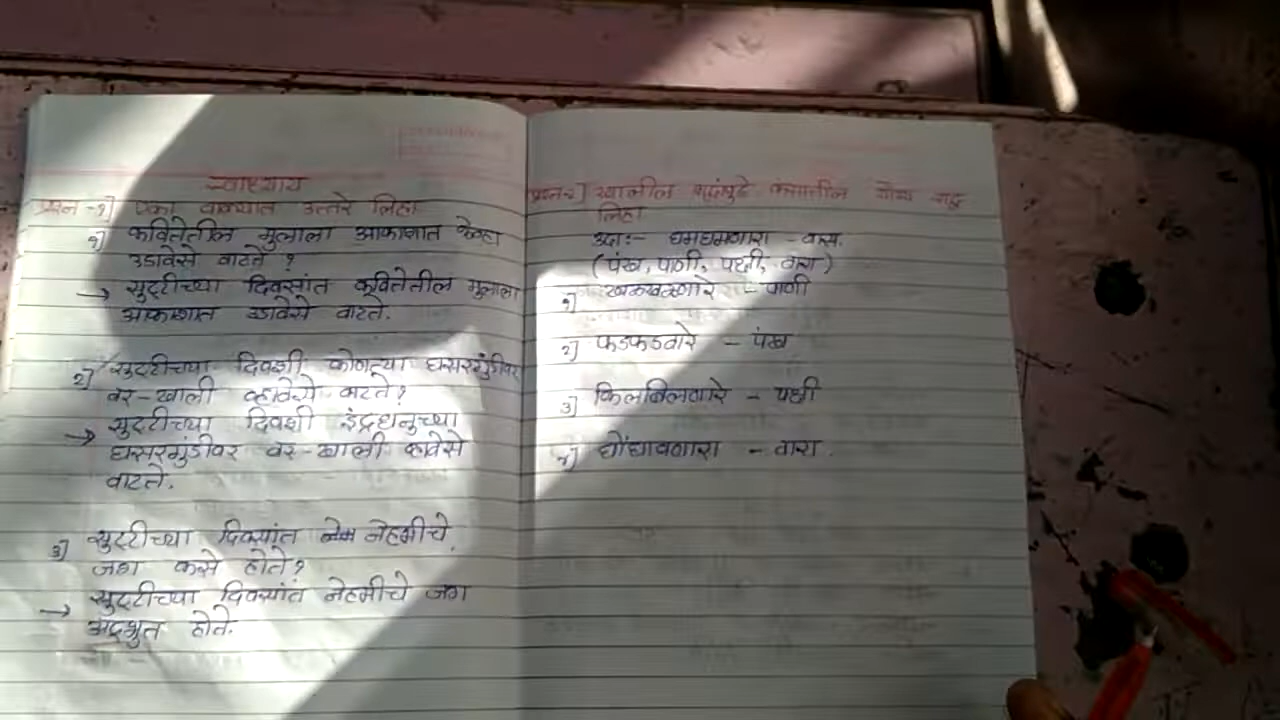 स्वाध्याय
प्रश्न -१] एका वाक्यात उत्तरे लिहा.
१] कवितेतील मुलाला आकाशात केव्हा
उडावेसे वाटते ?
→ सुट्टीच्या दिवसांत कवितेतील मुलाला
आकाशात उडावेसे वाटते.
२] सुट्टीच्या दिवशी कोणत्या घसरगुंडीवर
वर-खाली व्हावेसे वाटते?
→ सुट्टीच्या दिवशी इंद्रधनुच्या
घसरगुंडीवर वर-खाली व्हावेसे
वाटते.
३] सुट्टीच्या दिवसांत नेहमीचे
जग कसे होते?
→ सुट्टीच्या दिवसांत नेहमीचे जग
अद्भुत होते.
प्रश्न-२] खालील शब्दांपुढे कंसातील योग्य शब्द
लिहा
उदा:- घमघमणारा - वास.
(पंख, पाणी, पक्षी, वारा)
१] खळखळणारे - पाणी
२] फडफडणारे - पंख
३] किलबिलणारे - पक्षी
४] घोंघावणारा - वारा.